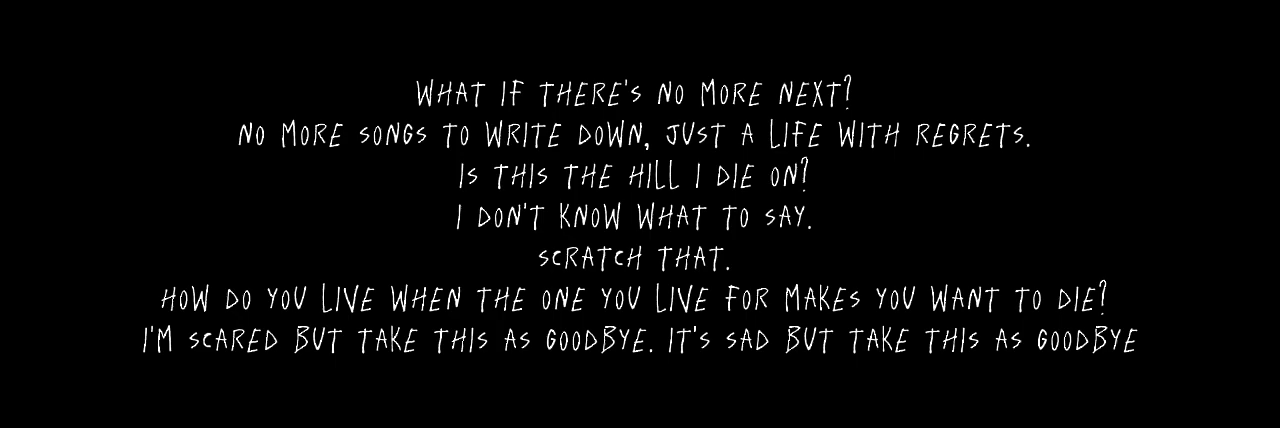 WHAT IF THERE'S NO MORE NEXT?
NO MORE SONGS TO WRITE DOWN, JUST A LIFE WITH REGRETS.
IS THIS THE HILL I DIE ON?
I DON'T KNOW WHAT TO SAY.
SCRATCH THAT.
HOW DO YOU LIVE WHEN THE ONE YOU LIVE FOR MAKES YOU WANT TO DIE?
I'M SCARED BUT TAKE THIS AS GOODBYE. IT'S SAD BUT TAKE THIS AS GOODBYE